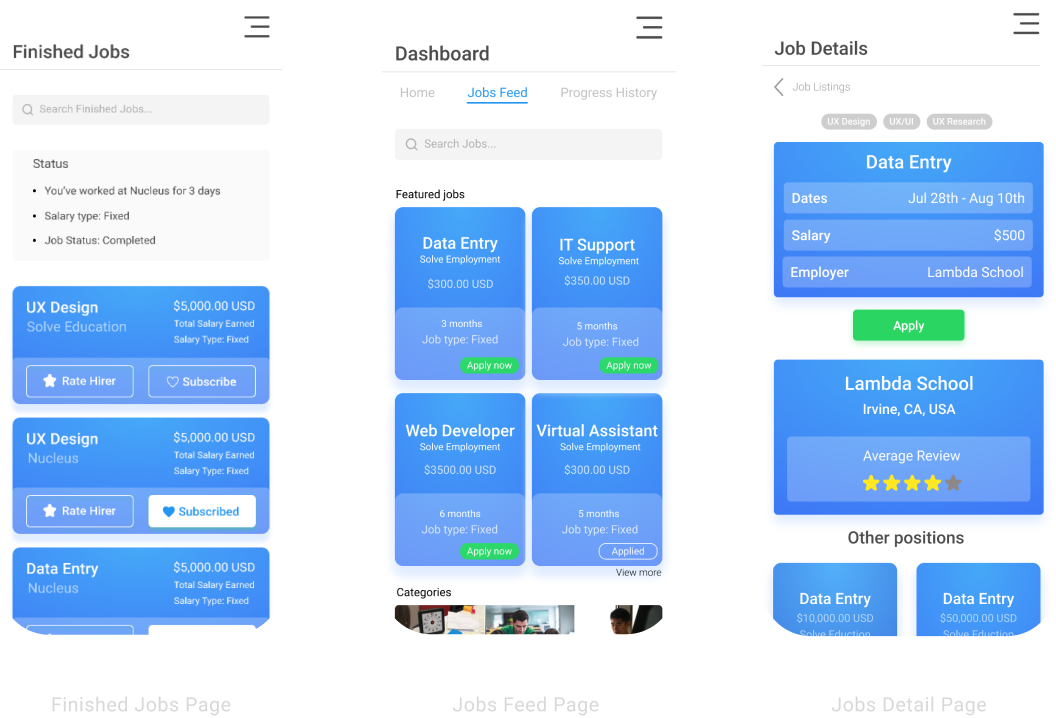 Finished Jobs
Search Finished Jobs...
Status
• You've worked at Nucleus for 3 days
• Salary type: Fixed
• Job Status: Completed
UX Design
Solve Education
$5,000.00 USD
Total Salary Earned
Salary Type: Fixed
Rate Hirer
Subscribe
UX Design
Nucleus
$5,000.00 USD
Total Salary Earned
Salary Type: Fixed
Rate Hirer
Subscribed
Data Entry
Nucleus
$5,000.00 USD
Total Salary Earned
Salary Type: Fixed
Finished Jobs Page
Dashboard
Home Jobs Feed Progress History
Search Jobs...
Featured jobs
Data Entry
Solve Employment
$300.00 USD
3 months
Job type: Fixed
Apply now
IT Support
Solve Employment
$350.00 USD
5 months
Job type: Fixed
Apply now
Web Developer
Solve Employment
$3500.00 USD
6 months
Job type: Fixed
Apply now
Virtual Assistant
Solve Employment
$300.00 USD
5 months
Job type: Fixed
Applied
View more
Categories
Jobs Feed Page
Job Details
Job Listings
UX Design UX/UI UX Research
Data Entry
Dates Jul 28th - Aug 10th
Salary $500
Employer Lambda School
Apply
Lambda School
Irvine, CA, USA
Average Review
Other positions
Data Entry
$10,000.00 USD
Solve Eduction
Data Entry
$50,000.00 USD
Solve Eduction
Jobs Detail Page